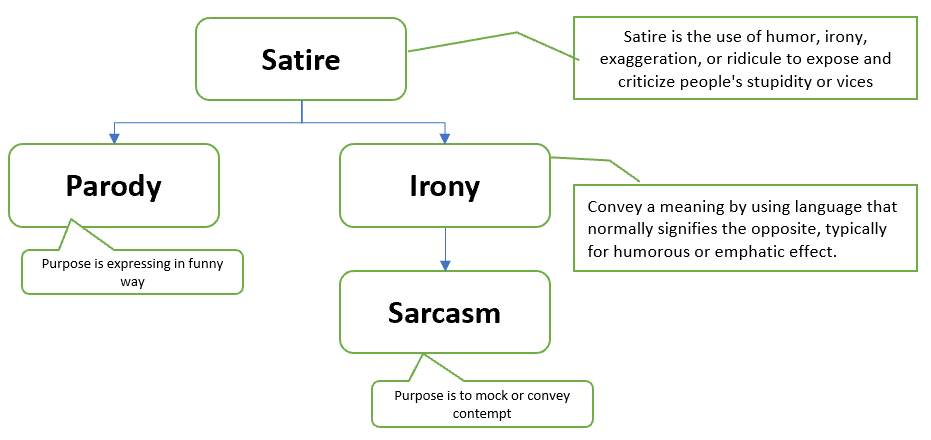 Satire
Satire is the use of humor, irony,
exaggeration, or ridicule to expose and
criticize people's stupidity or vices
Parody
Irony
Convey a meaning by using language that
normally signifies the opposite, typically
for humorous or emphatic effect.
Purpose is expressing in funny
way
Sarcasm
Purpose is to mock or convey
contempt